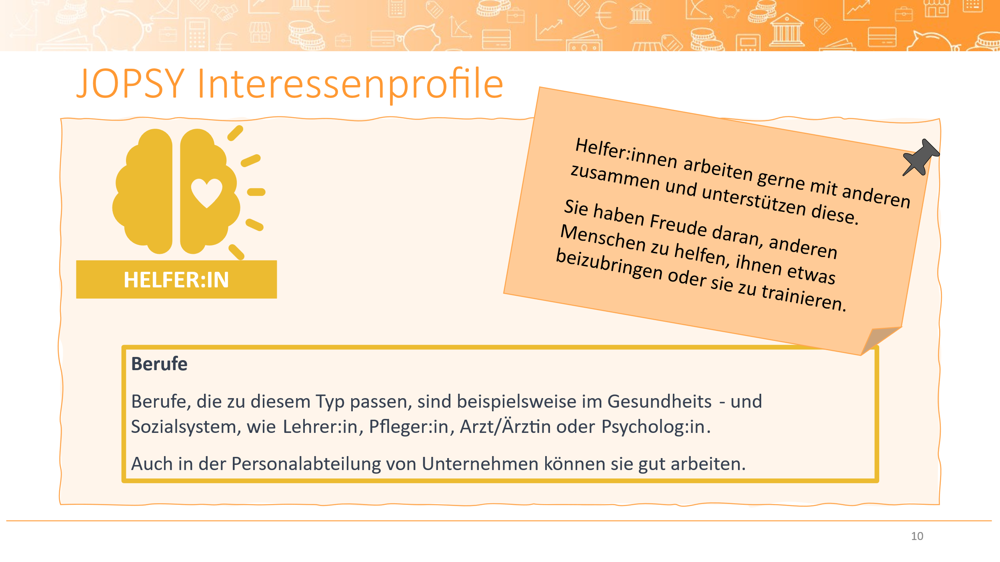 JOPSY Interessenprofile
Helfer:innen arbeiten gerne mit anderen
zusammen und unterstützen diese.
Sie haben Freude daran, anderen
Menschen zu helfen, ihnen etwas
beizubringen oder sie zu trainieren.
HELFER:IN
Berufe
Berufe, die zu diesem Typ passen, sind beispielsweise im Gesundheits - und
Sozialsystem, wie Lehrer:in, Pfleger:in, Arzt/Ärztin oder Psycholog:in.
Auch in der Personalabteilung von Unternehmen können sie gut arbeiten.
10